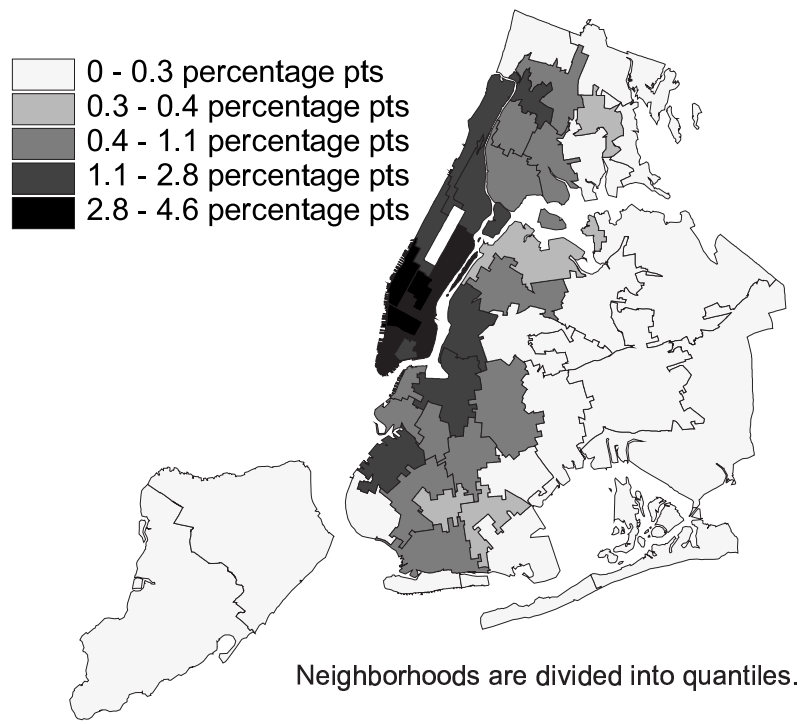 0 - 0.3 percentage pts
0.3 - 0.4 percentage pts
0.4 - 1.1 percentage pts
1.1 - 2.8 percentage pts
2.8 - 4.6 percentage pts
Neighborhoods are divided into quantiles.